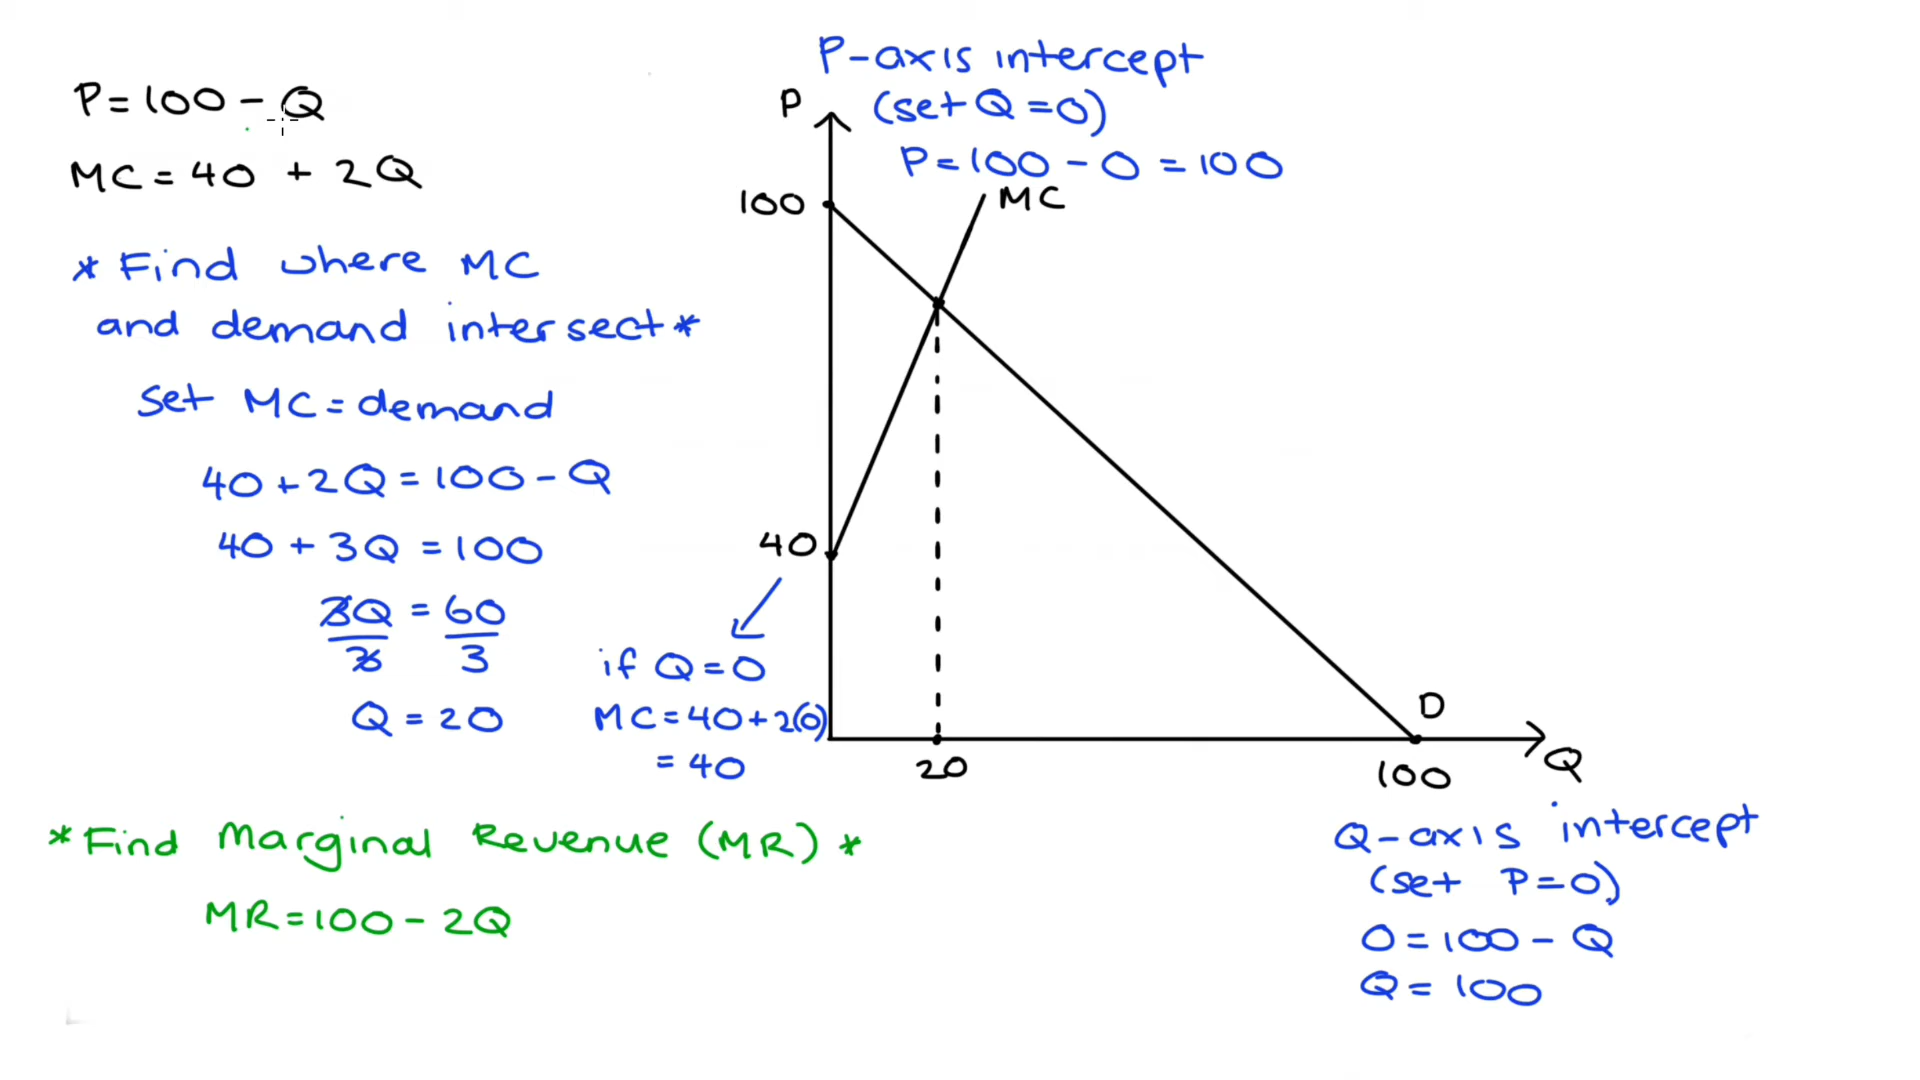 P = 100 - Q
MC = 40 + 2Q
* Find where MC
and demand intersect *
set MC = demand
40 + 2Q = 100 - Q
40 + 3Q = 100
3Q = 60
3 3
Q = 20
if Q = 0
MC = 40 + 2(0)
= 40
* Find Marginal Revenue (MR) *
MR = 100 - 2Q
P-axis intercept
(set Q = 0)
P = 100 - 0 = 100
P
100
MC
40
D
20
100
Q
Q-axis intercept
(set P = 0)
0 = 100 - Q
Q = 100